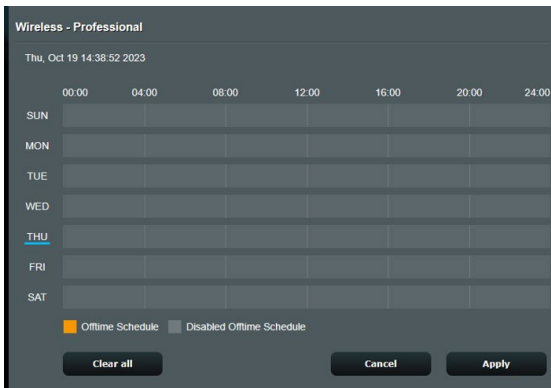 Wireless - Professional
Thu, Oct 19 14:38:52 2023
00:00 04:00 08:00 12:00 16:00 20:00 24:00
SUN
MON
TUE
WED
THU
FRI
SAT
Offtime Schedule Disabled Offtime Schedule
Clear all Cancel Apply